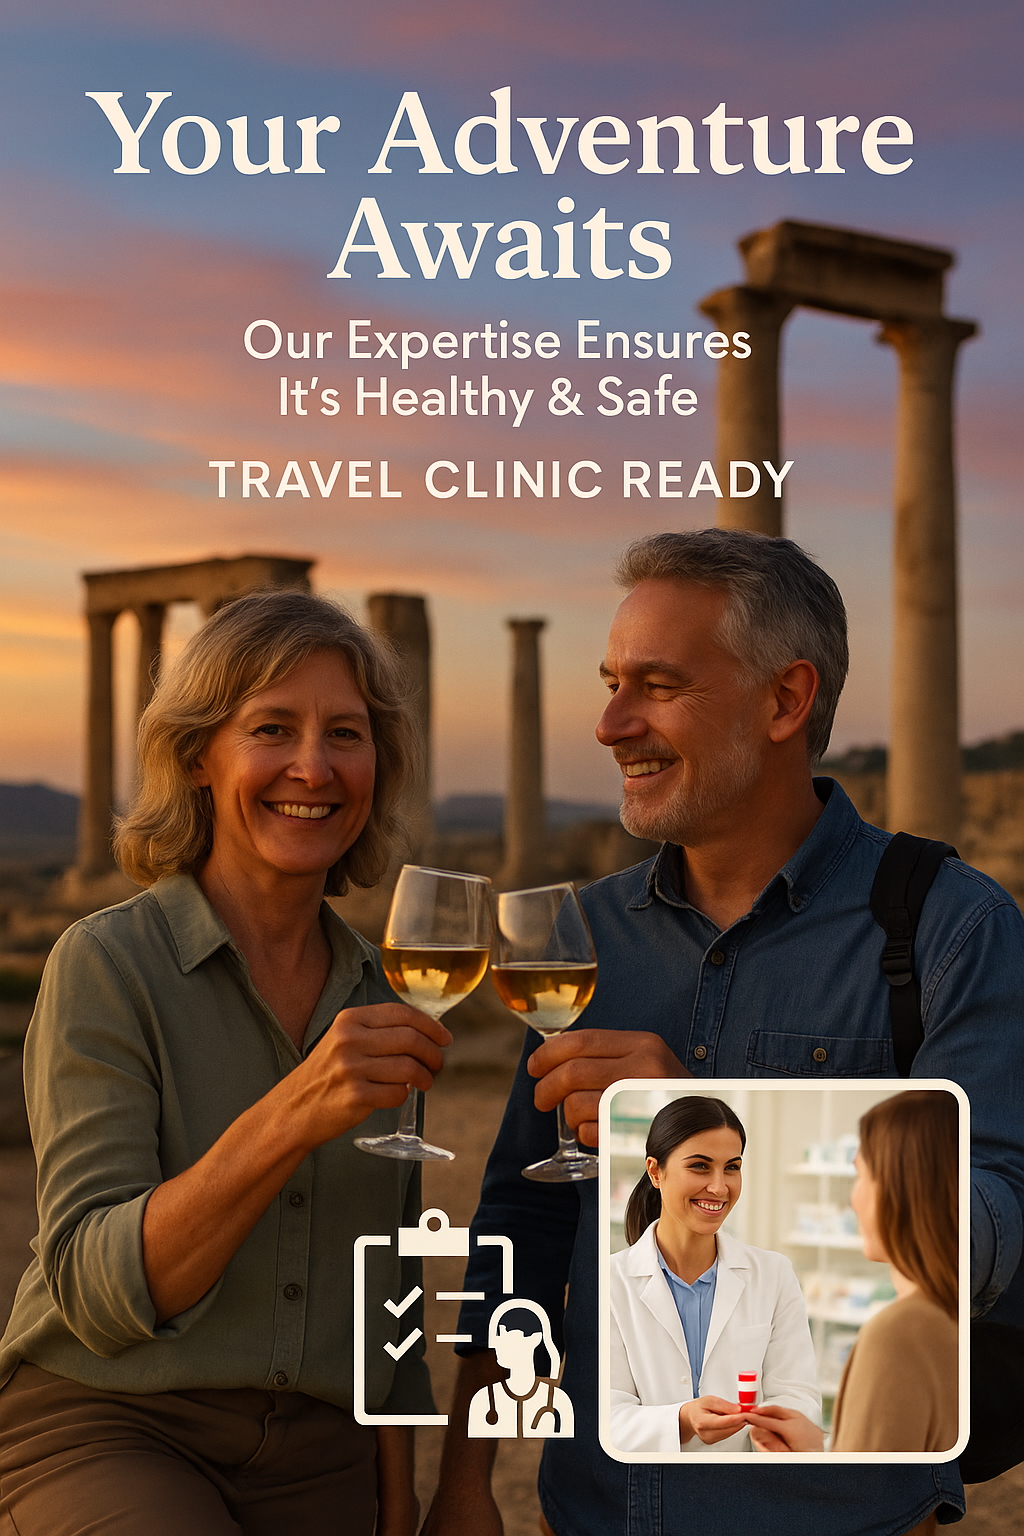 Your Adventure
Awaits
Our Expertise Ensures
It's Healthy & Safe
TRAVEL CLINIC READY